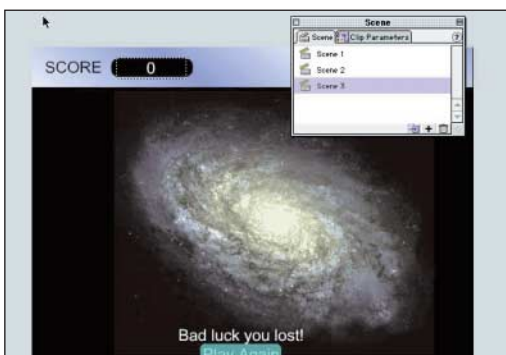 Scene
Scene Clip Parameters ?
Scene 1
Scene 2
Scene 3
SCORE 0
Bad luck you lost!
Play Again